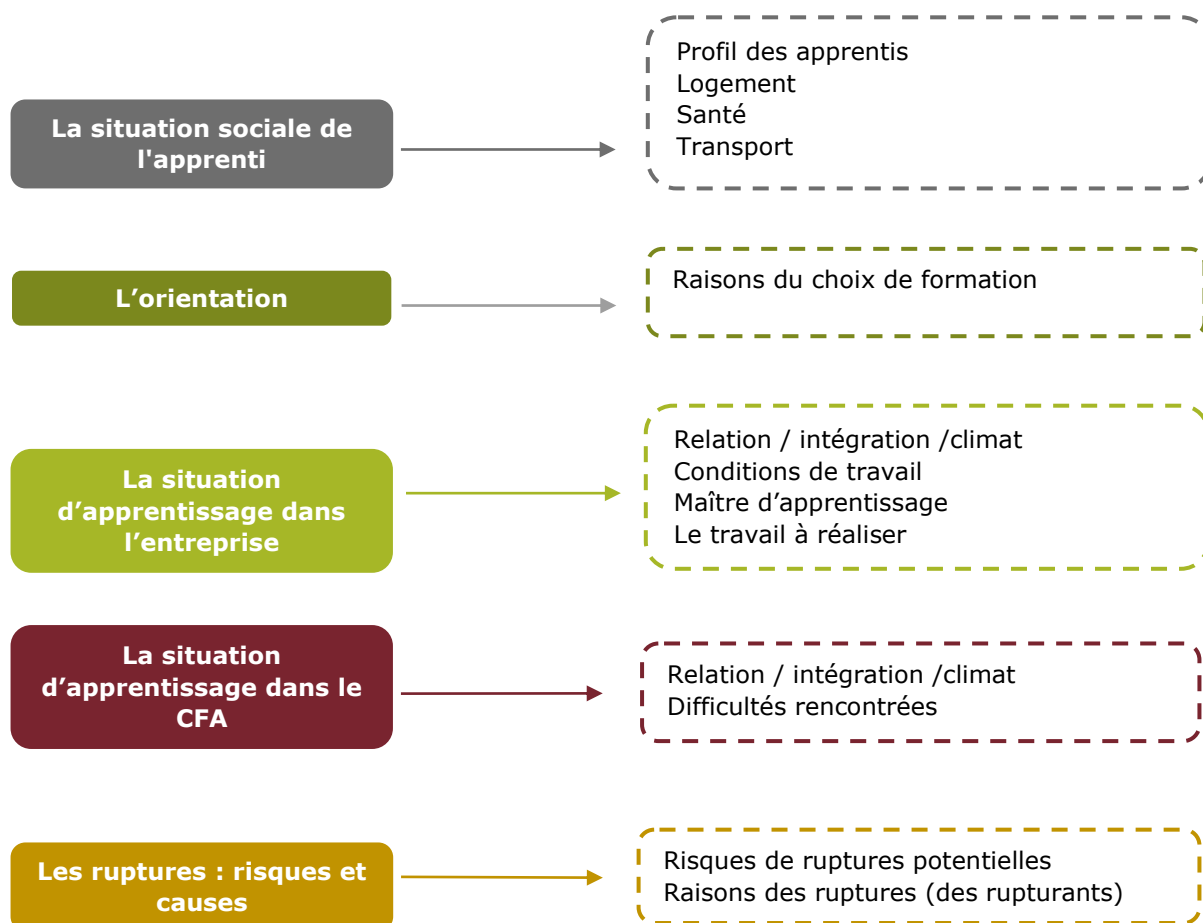 La situation sociale de
l'apprenti
Profil des apprentis
Logement
Santé
Transport
L’orientation
Raisons du choix de formation
La situation
d’apprentissage dans
l’entreprise
Relation / intégration /climat
Conditions de travail
Maître d’apprentissage
Le travail à réaliser
La situation
d’apprentissage dans le
CFA
Relation / intégration /climat
Difficultés rencontrées
Les ruptures : risques et
causes
Risques de ruptures potentielles
Raisons des ruptures (des rupturants)